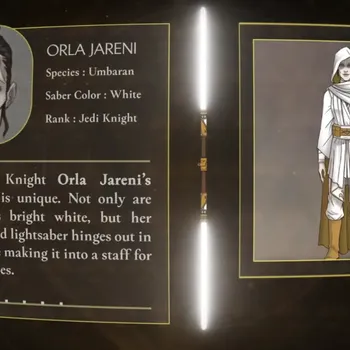 ORLA JARENI
Species : Umbaran
Saber Color : White
Rank : Jedi Knight
Knight Orla Jareni's
is unique. Not only are
bright white, but her
lightsaber hinges out in
making it into a staff for